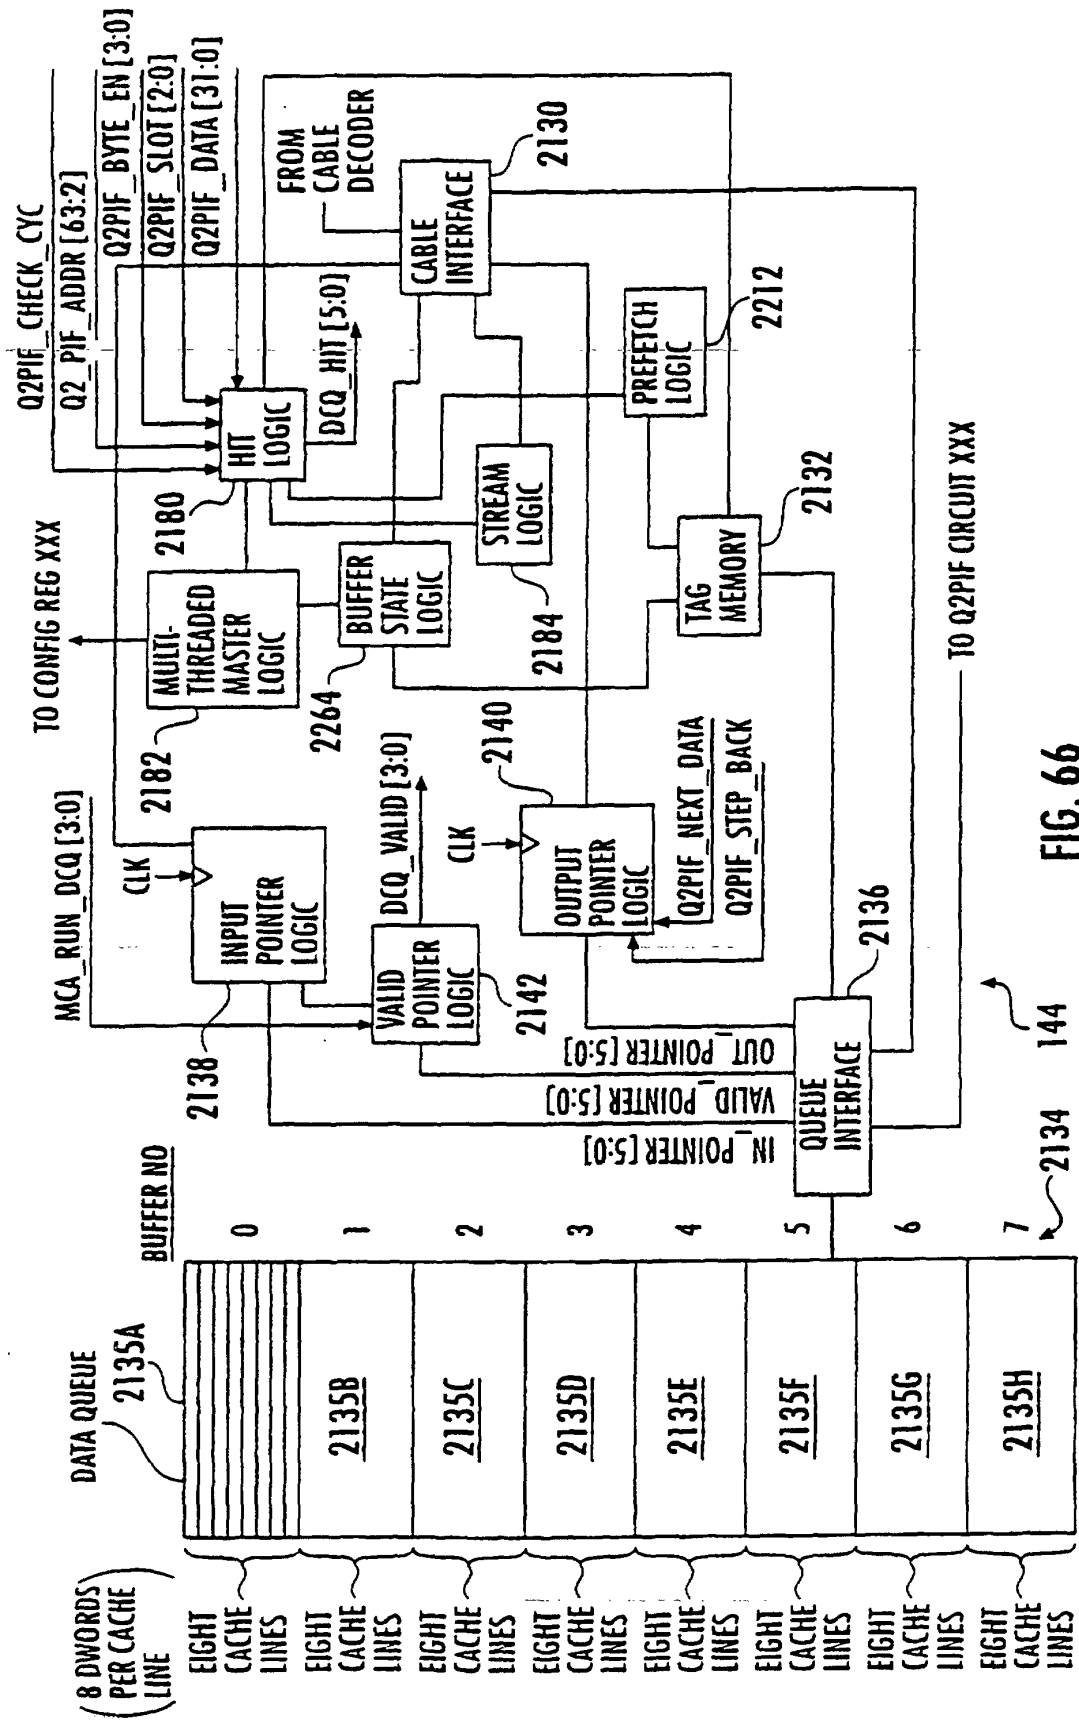 (8 DWORDS
PER CACHE
LINE)
DATA QUEUE
2135A
BUFFER NO
EIGHT
CACHE
LINES
0
EIGHT
CACHE
LINES
2135B
1
EIGHT
CACHE
LINES
2135C
2
EIGHT
CACHE
LINES
2135D
3
EIGHT
CACHE
LINES
2135E
4
EIGHT
CACHE
LINES
2135F
5
EIGHT
CACHE
LINES
2135G
6
EIGHT
CACHE
LINES
2135H
7
2134
144
MCA_RUN_DCQ [3:0]
CLK
INPUT
POINTER
LOGIC
2138
VALID
POINTER
LOGIC
2142
DCQ_VALID [3:0]
CLK
OUTPUT
POINTER
LOGIC
2140
Q2PIF_NEXT_DATA
Q2PIF_STEP_BACK
IN_POINTER [5:0]
VALID_POINTER [5:0]
OUT_POINTER [5:0]
QUEUE
INTERFACE
2136
TO Q2PIF CIRCUIT XXX
TO CONFIG REG XXX
MULTI-
THREADED
MASTER
LOGIC
2182
BUFFER
STATE
LOGIC
2264
2180
HIT
LOGIC
DCQ_HIT [5:0]
STREAM
LOGIC
2184
TAG
MEMORY
2132
PREFETCH
LOGIC
2212
Q2PIF_CHECK_CYC
Q2_PIF_ADDR [63:2]
Q2PIF_BYTE_EN [3:0]
Q2PIF_SLOT [2:0]
Q2PIF_DATA [31:0]
FROM
CABLE
DECODER
CABLE
INTERFACE
2130
FIG. 66